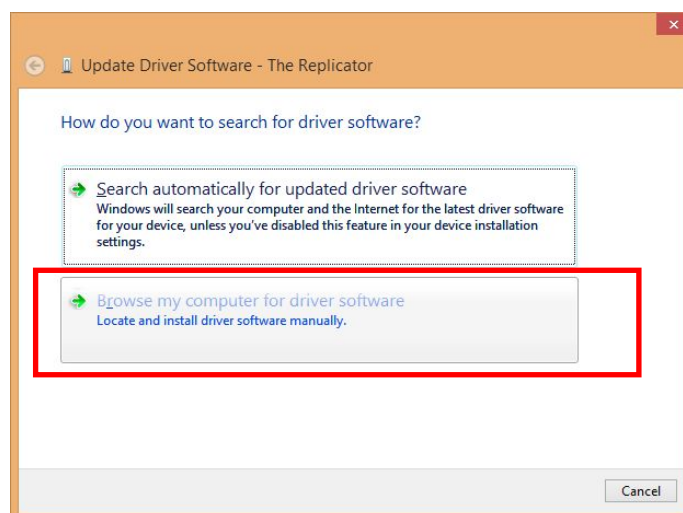 Update Driver Software - The Replicator
How do you want to search for driver software?
Search automatically for updated driver software
Windows will search your computer and the Internet for the latest driver software
for your device, unless you've disabled this feature in your device installation
settings.
Browse my computer for driver software
Locate and install driver software manually.
Cancel